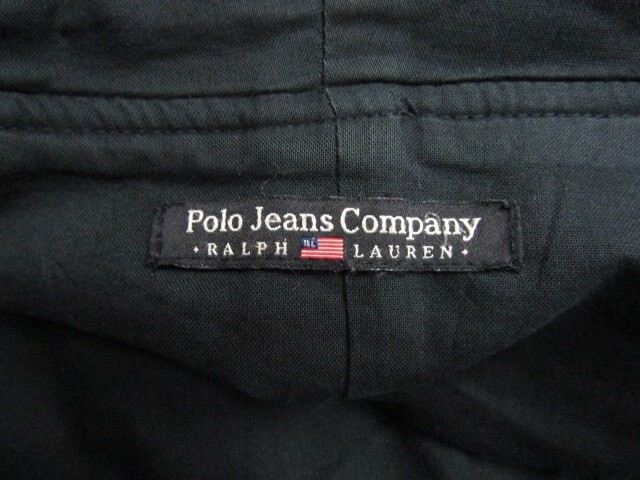 Polo Jeans Company
• RALPH RL LAUREN •